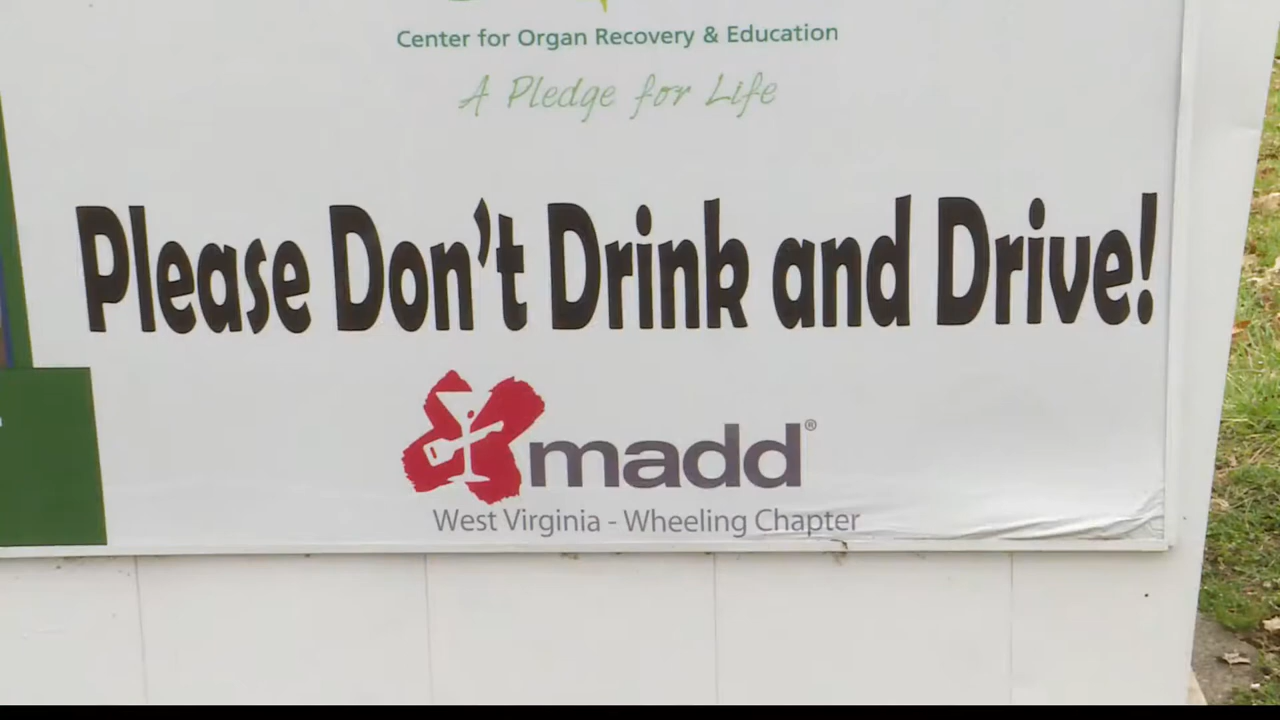 Center for Organ Recovery & Education
A Pledge for Life
Please Don't Drink and Drive!
madd®
West Virginia - Wheeling Chapter